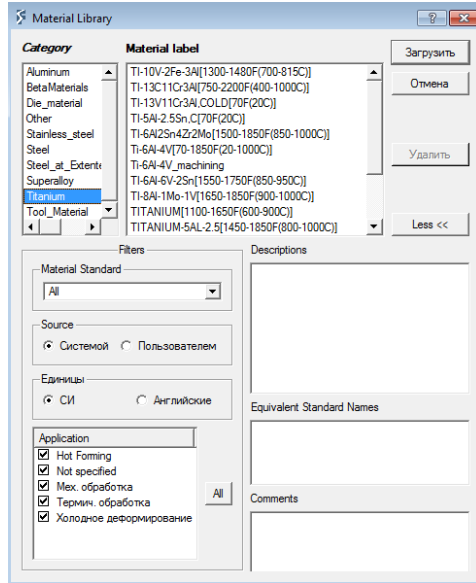 Material Library
Category
Material label
Aluminum
BetaMaterials
Die_material
Other
Stainless_steel
Steel
Steel_at_Extente
Superalloy
Titanium
Tool_Material
TI-10V-2Fe-3Al[1300-1480F(700-815C)]
TI-13C11Cr3Al[750-2200F(400-1000C)]
TI-13V11Cr3Al,COLD[70F(20C)]
TI-5Al-2.5Sn,C[70F(20C)]
TI-6Al2Sn4Zr2Mo[1500-1850F(850-1000C)]
Ti-6Al-4V[70-1850F(20-1000C)]
Ti-6Al-4V_machining
TI-6Al-6V-2Sn[1550-1750F(850-950C)]
TI-8Al-1Mo-1V[1650-1850F(900-1000C)]
TITANIUM[1100-1650F(600-900C)]
TITANIUM-5AL-2.5[1450-1850F(800-1000C)]
Загрузить
Отмена
Удалить
Less <<
Filters
Material Standard
All
Source
Системой
Пользователем
Единицы
СИ
Английские
Application
Hot Forming
Not specified
Мех. обработка
Термич. обработка
Холодное деформирование
All
Descriptions
Equivalent Standard Names
Comments